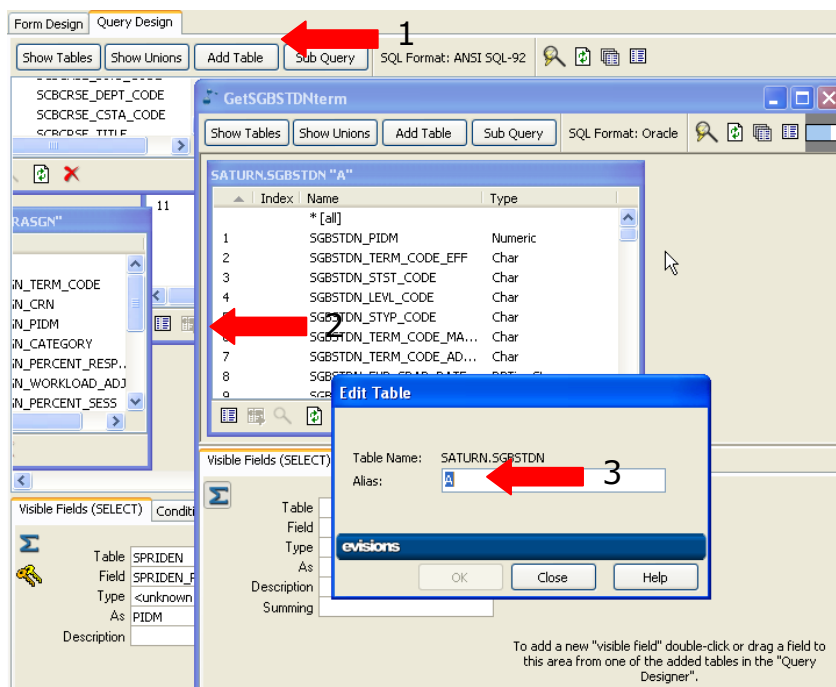 Form Design Query Design
1
Show Tables Show Unions Add Table Sub Query SQL Format: ANSI SQL-92
SCBCRSE_DEPT_CODE
SCBCRSE_CSTA_CODE
SCBCRSE_TITLE
GetSGBSTDNterm
Show Tables Show Unions Add Table Sub Query SQL Format: Oracle
SATURN.SGBSTDN "A"
Index Name Type
* [all]
1 SGBSTDN_PIDM Numeric
2 SGBSTDN_TERM_CODE_EFF Char
3 SGBSTDN_STST_CODE Char
4 SGBSTDN_LEVL_CODE Char
SGBSTDN_STYP_CODE Char
SGBSTDN_TERM_CODE_MA... Char
7 SGBSTDN_TERM_CODE_AD... Char
8
9
2
11
RASGN"
N_TERM_CODE
N_CRN
N_PIDM
N_CATEGORY
N_PERCENT_RESP..
N_WORKLOAD_ADJ
N_PERCENT_SESS
Edit Table
Table Name: SATURN.SGBSTDN
Alias: A
3
evisions
OK Close Help
Visible Fields (SELECT)
Table
Field
Type
As
Description
Summing
To add a new "visible field" double-click or drag a field to
this area from one of the added tables in the "Query
Designer".
Visible Fields (SELECT) Conditi
Table SPRIDEN
Field SPRIDEN_P
Type <unknown
As PIDM
Description